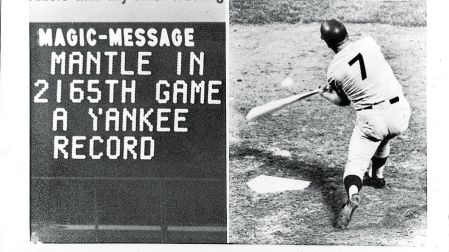 MAGIC-MESSAGE
MANTLE IN
2165TH GAME
A YANKEE
RECORD
7